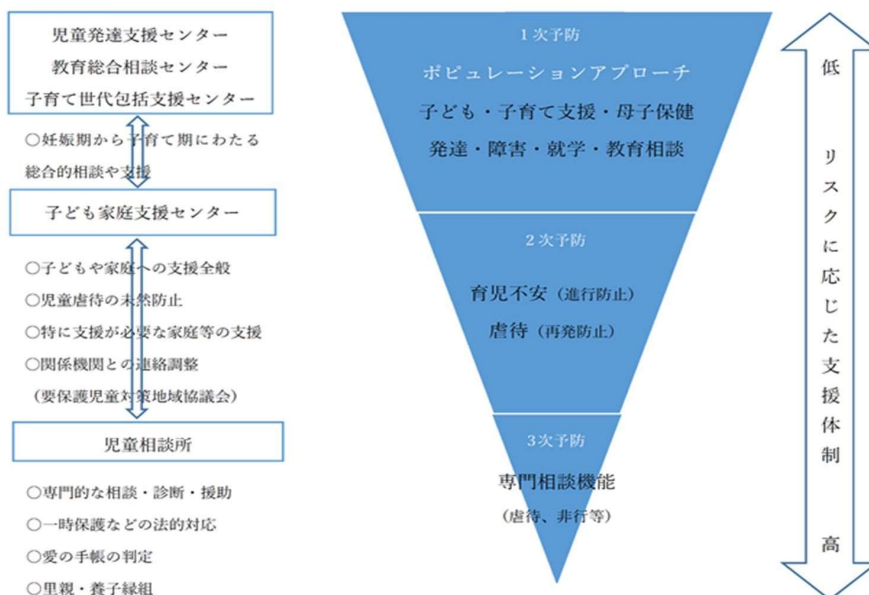 児童発達支援センター
教育総合相談センター
子育て世代包括支援センター
〇妊娠期から子育て期にわたる
総合的相談や支援
子ども家庭支援センター
〇子どもや家庭への支援全般
〇児童虐待の未然防止
〇特に支援が必要な家庭等の支援
〇関係機関との連絡調整
(要保護児童対策地域協議会)
児童相談所
〇専門的な相談・診断・援助
〇一時保護などの法的対応
〇愛の手帳の判定
〇里親・養子縁組
1次予防
ポピュレーションアプローチ
子ども・子育て支援・母子保健
発達・障害・就学・教育相談
2次予防
育児不安(進行防止)
虐待(再発防止)
3次予防
専門相談機能
(虐待、非行等)
低
リスクに応じた支援体制
高